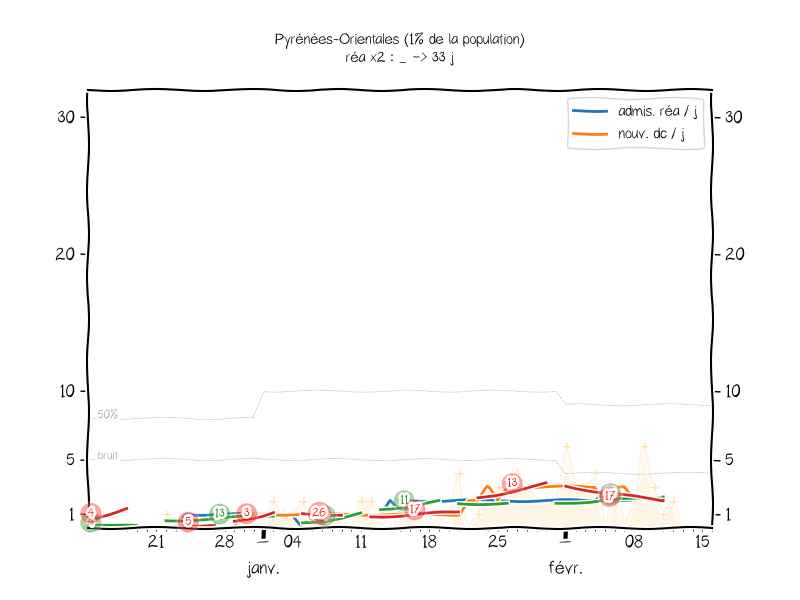 Pyrénées-Orientales (1% de la population)
réa x2 : _ -> 33 j
admis. réa / j
nouv. dc / j
30 30
20 20
10 10
50%
5 bruit 5
1 1
4 5 13 3 26 11 17 13 17
21 28 04 11 18 25 08 15
janv. févr.